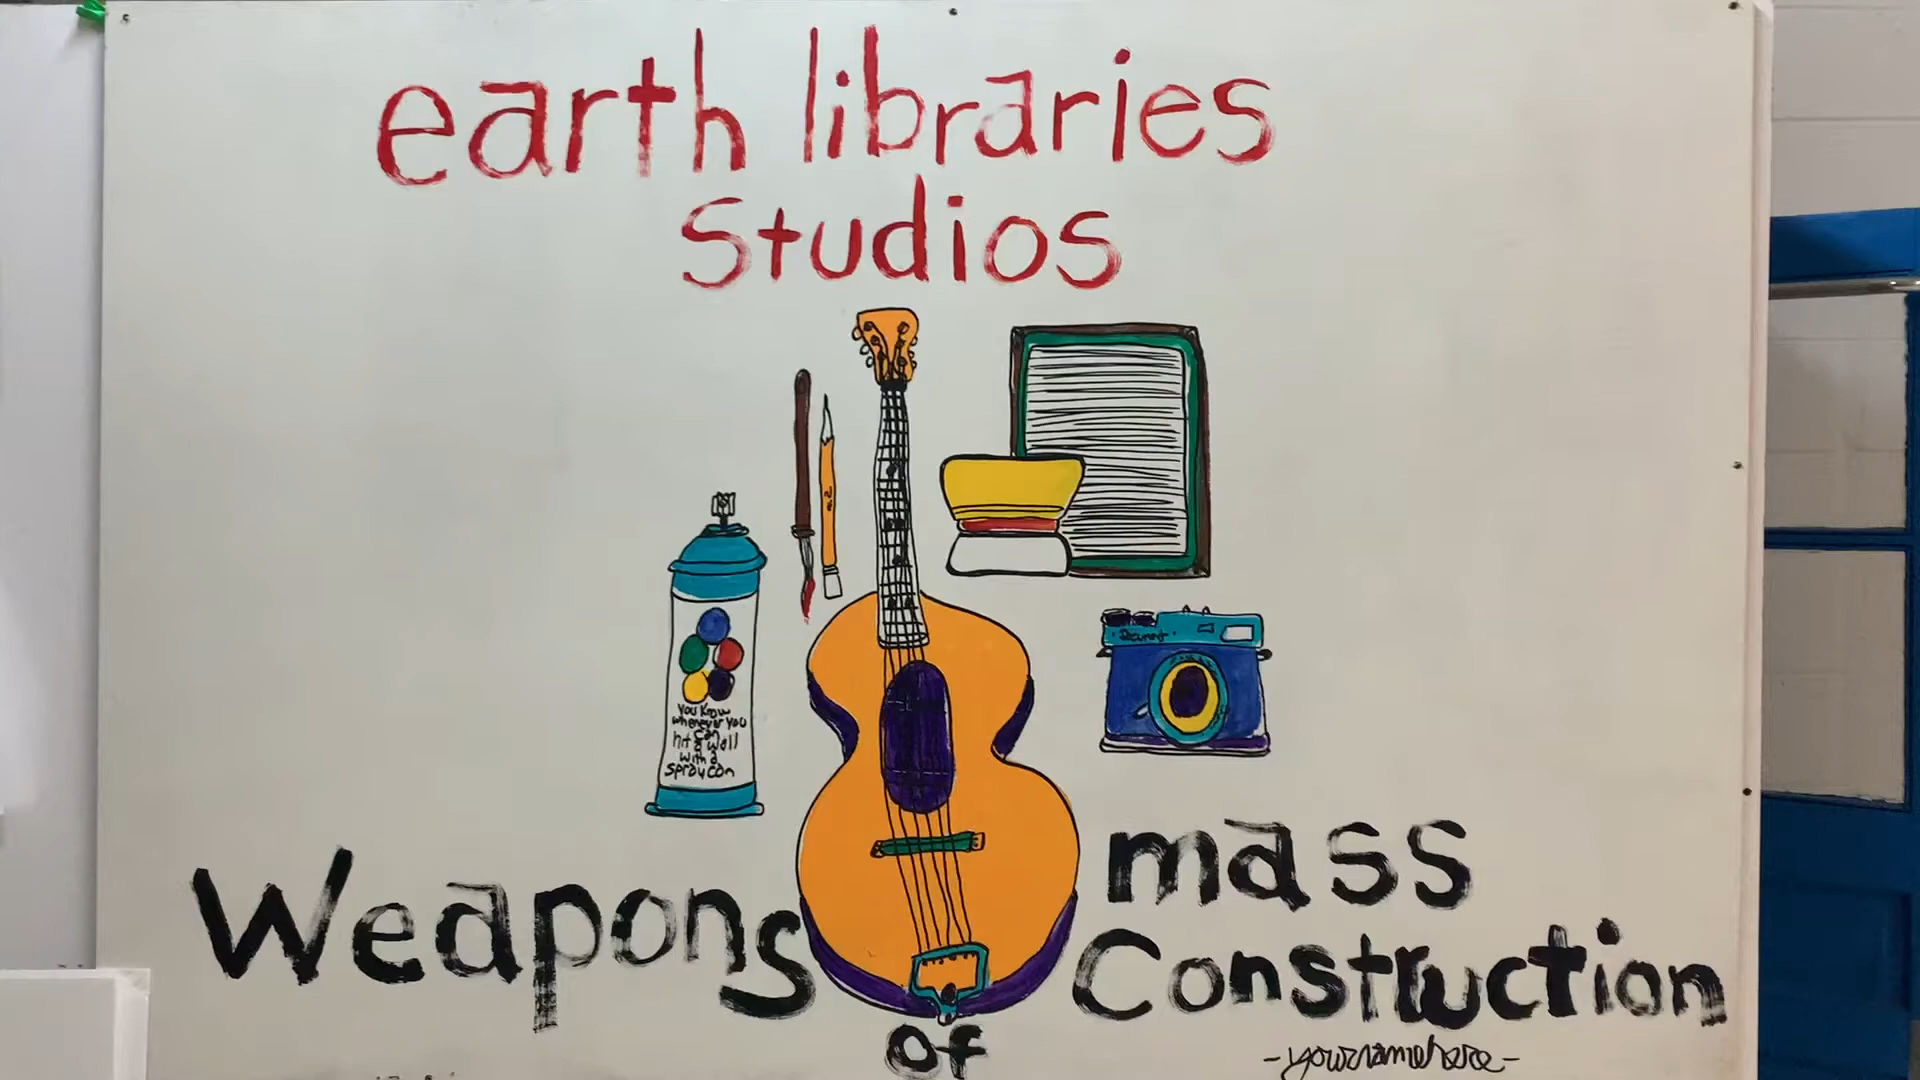 earth libraries
Studios
you know
whenever you
can
hit a wall
with a
spraycan
Weapons
of
mass
Construction
-yournamehere-